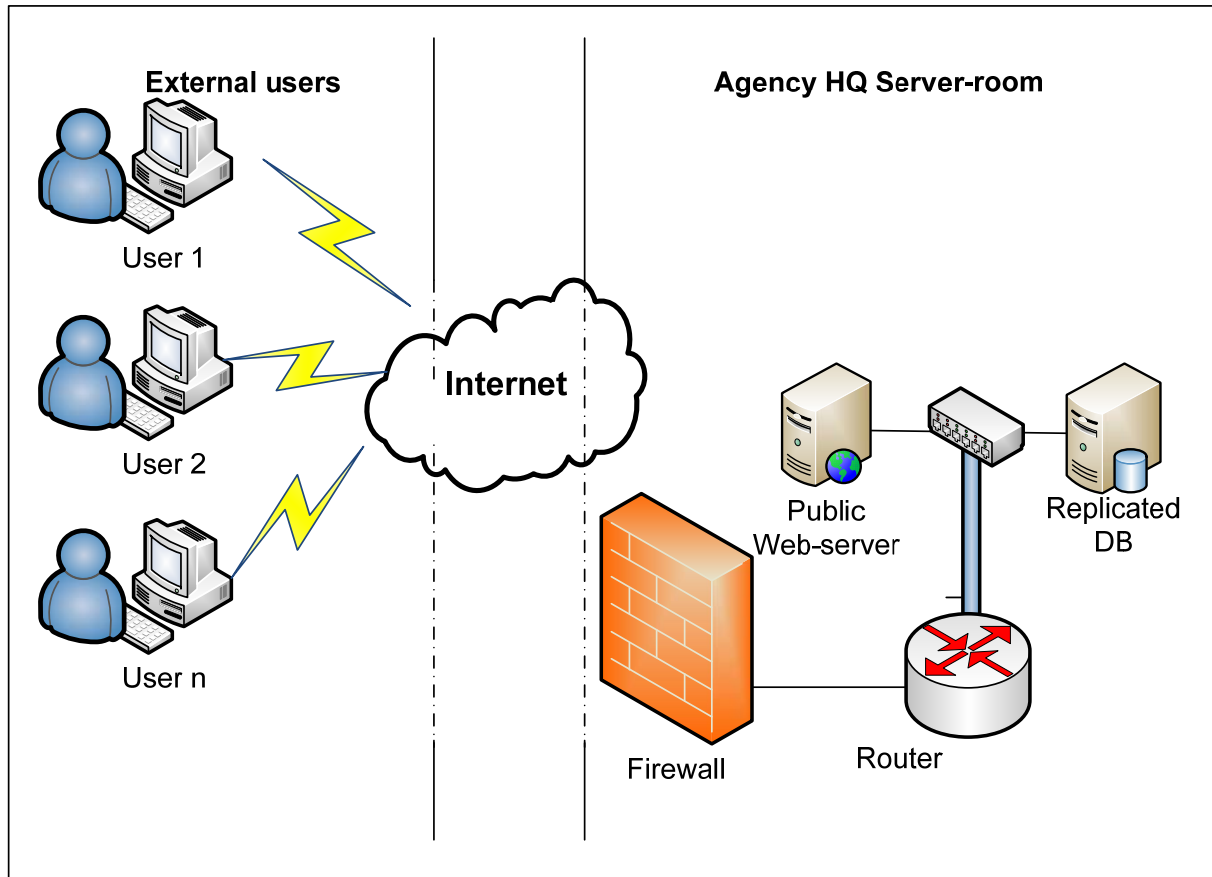 External users
Agency HQ Server-room
User 1
User 2
User n
Internet
Public
Web-server
Replicated
DB
Firewall
Router